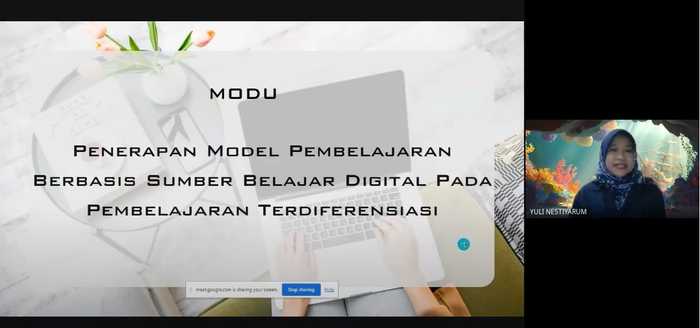 MODU
PENERAPAN MODEL PEMBELAJARAN
BERBASIS SUMBER BELAJAR DIGITAL PADA
PEMBELAJARAN TERDIFERENSIASI
meet.google.com is sharing your screen.
Stop sharing
Hide
YULI NESTIYARUM